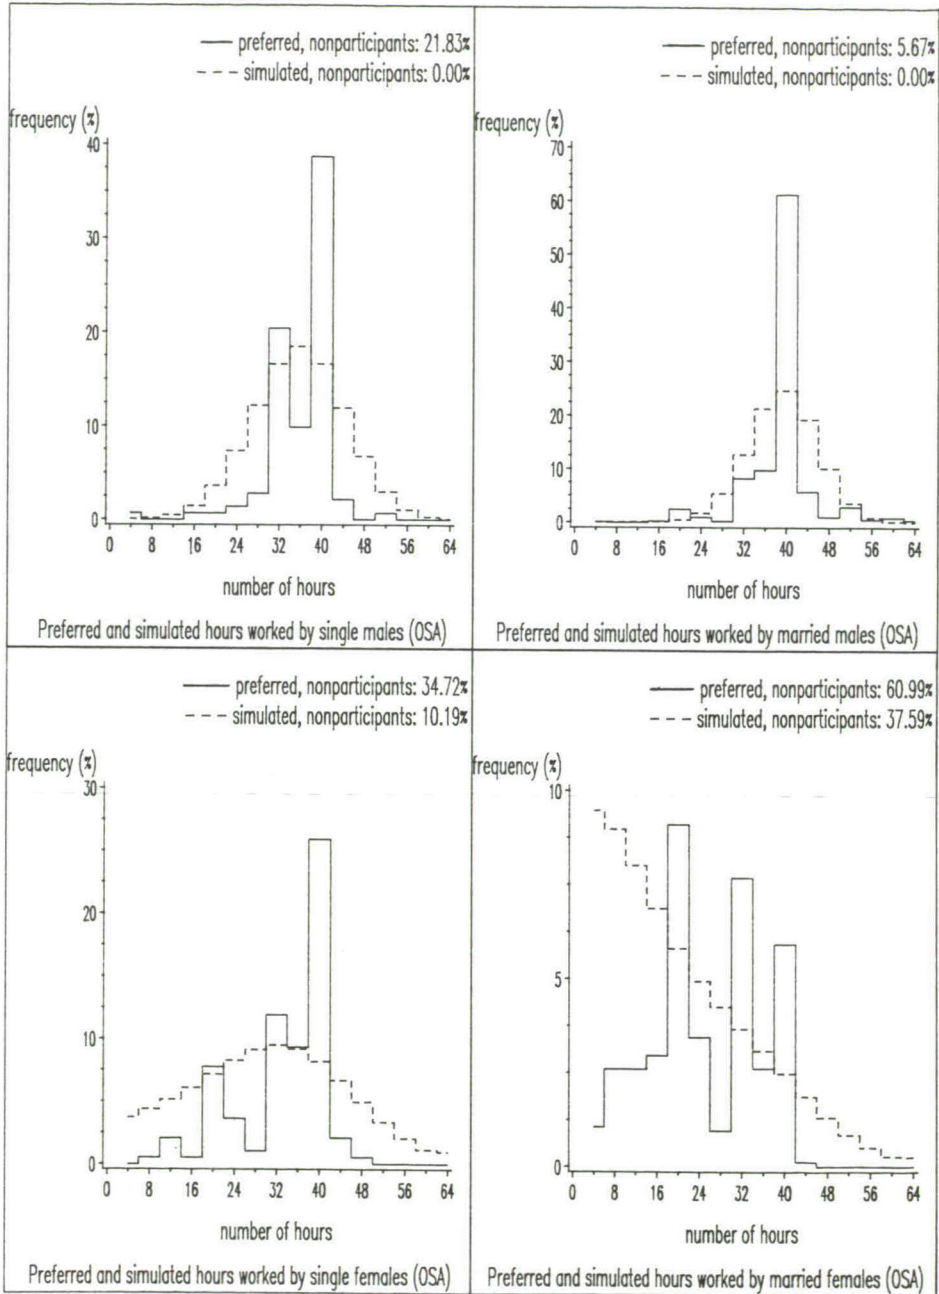 preferred, nonparticipants: 21.83%
simulated, nonparticipants: 0.00%
frequency (%)
40
30
20
10
0
0 8 16 24 32 40 48 56 64
number of hours
Preferred and simulated hours worked by single males (OSA)
preferred, nonparticipants: 5.67%
simulated, nonparticipants: 0.00%
frequency (%)
70
60
50
40
30
20
10
0
0 8 16 24 32 40 48 56 64
number of hours
Preferred and simulated hours worked by married males (OSA)
preferred, nonparticipants: 34.72%
simulated, nonparticipants: 10.19%
frequency (%)
30
20
10
0
0 8 16 24 32 40 48 56 64
number of hours
Preferred and simulated hours worked by single females (OSA)
preferred, nonparticipants: 60.99%
simulated, nonparticipants: 37.59%
frequency (%)
10
5
0
0 8 16 24 32 40 48 56 64
number of hours
Preferred and simulated hours worked by married females (OSA)